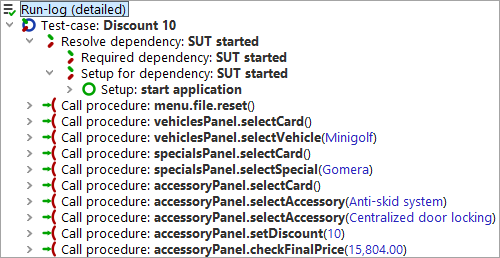 Run-log (detailed)
Test-case: Discount 10
Resolve dependency: SUT started
Required dependency: SUT started
Setup for dependency: SUT started
Setup: start application
Call procedure: menu.file.reset()
Call procedure: vehiclesPanel.selectCard()
Call procedure: vehiclesPanel.selectVehicle(Minigolf)
Call procedure: specialsPanel.selectCard()
Call procedure: specialsPanel.selectSpecial(Gomera)
Call procedure: accessoryPanel.selectCard()
Call procedure: accessoryPanel.selectAccessory(Anti-skid system)
Call procedure: accessoryPanel.selectAccessory(Centralized door locking)
Call procedure: accessoryPanel.setDiscount(10)
Call procedure: accessoryPanel.checkFinalPrice(15,804.00)